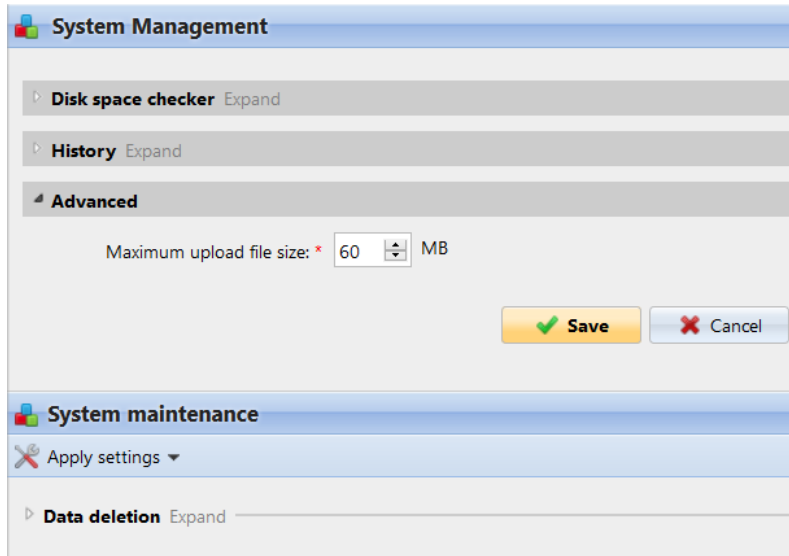 System Management
Disk space checker Expand
History Expand
Advanced
Maximum upload file size: * 60 MB
Save Cancel
System maintenance
Apply settings
Data deletion Expand